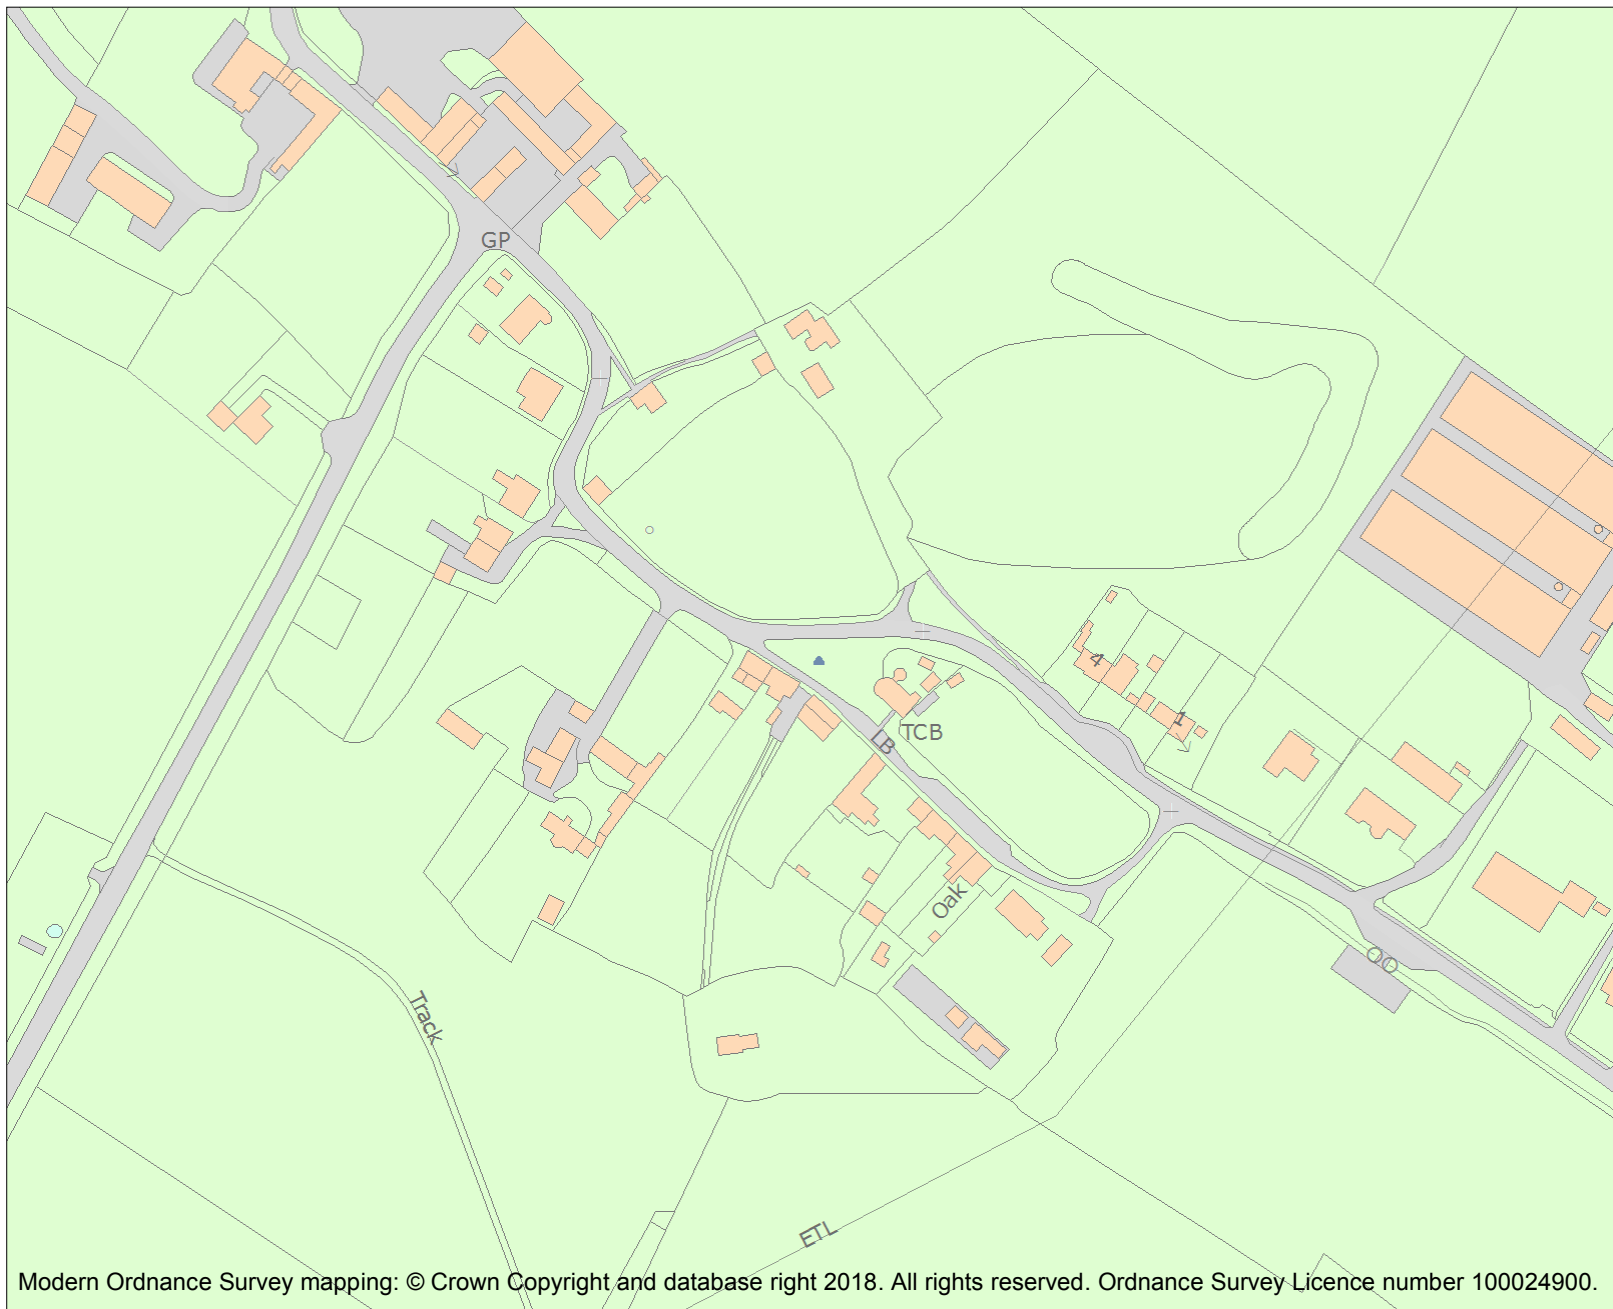 GP
4
1
TCB
LB
Oak
OO
Track
ETL
Modern Ordnance Survey mapping: © Crown Copyright and database right 2018. All rights reserved. Ordnance Survey Licence number 100024900.